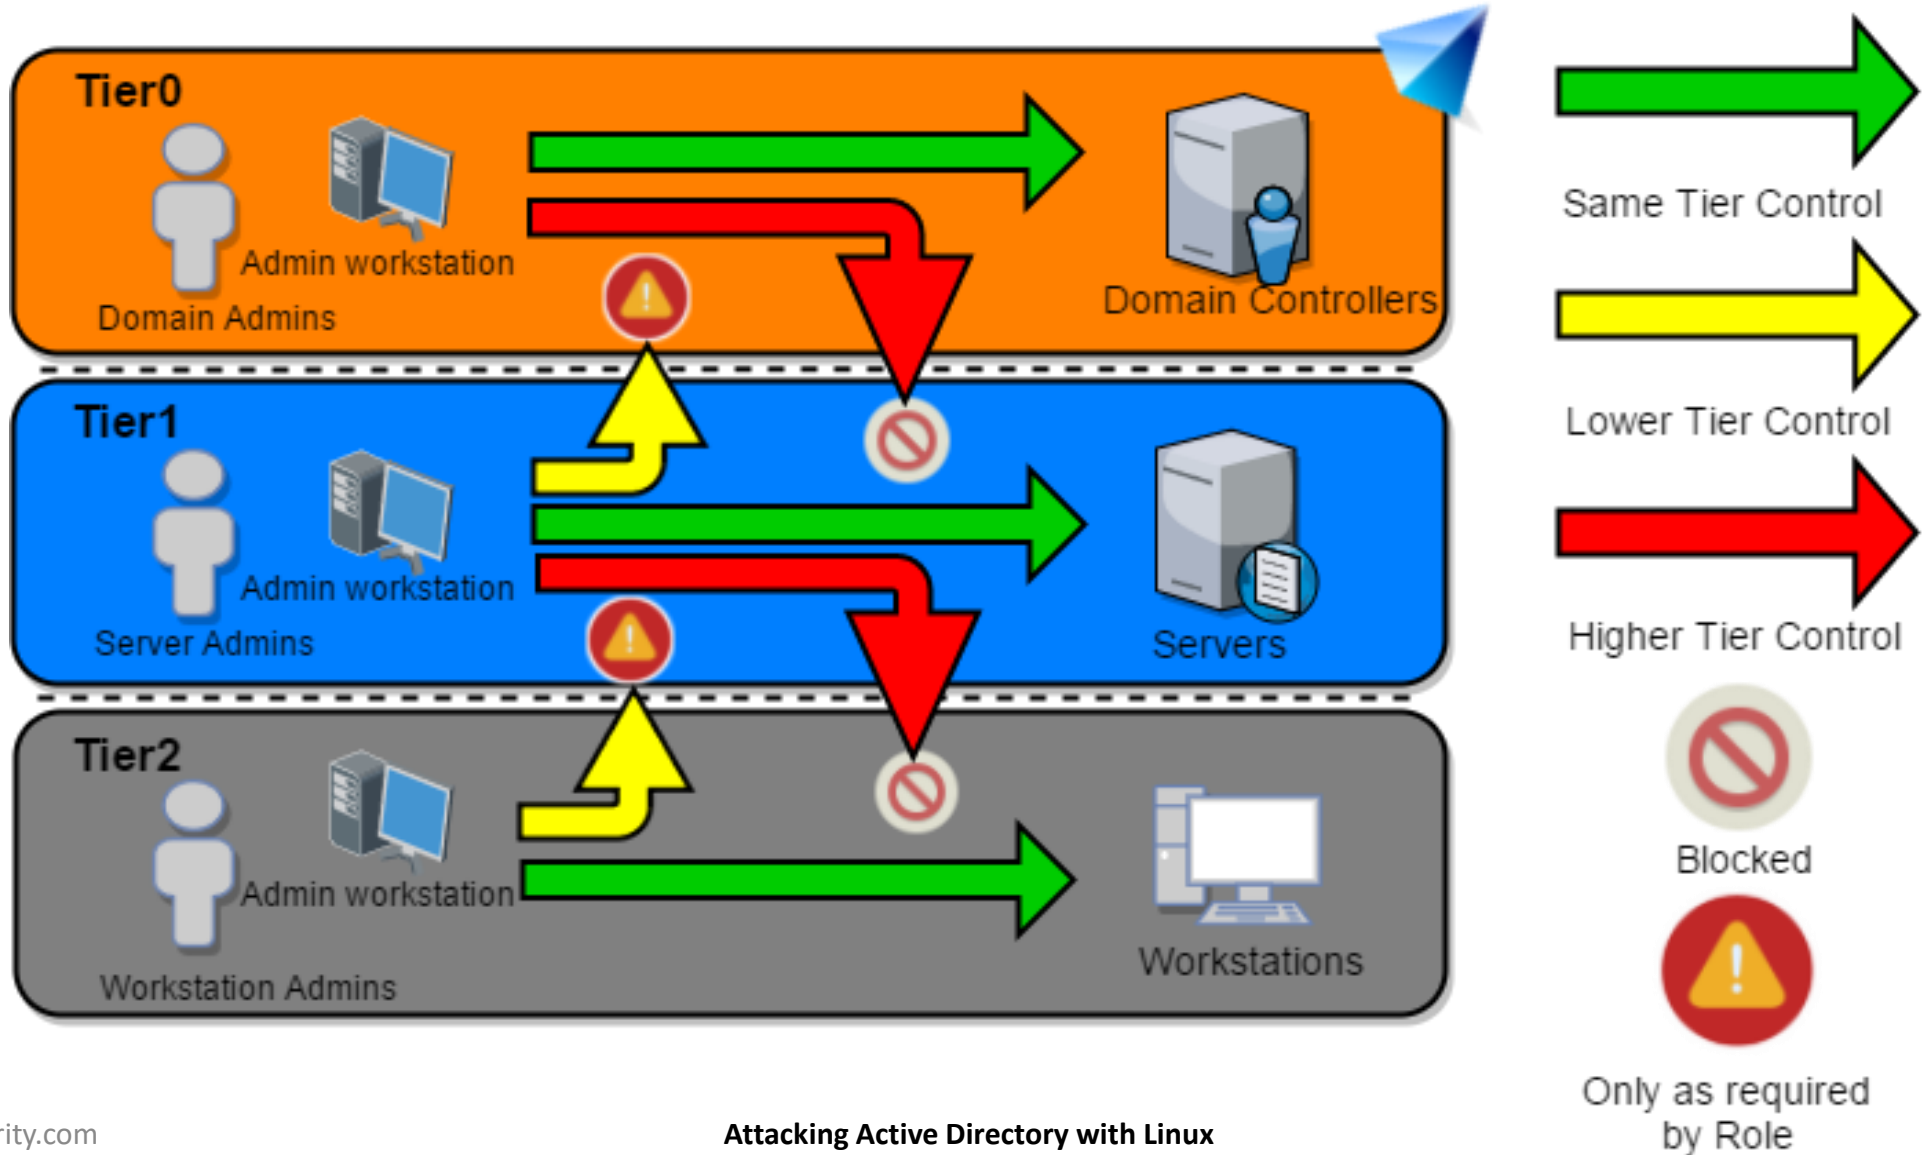 Tier0
Admin workstation
Domain Admins
Domain Controllers
Tier1
Admin workstation
Server Admins
Servers
Tier2
Admin workstation
Workstation Admins
Workstations
Same Tier Control
Lower Tier Control
Higher Tier Control
Blocked
Only as required
by Role
rity.com
Attacking Active Directory with Linux